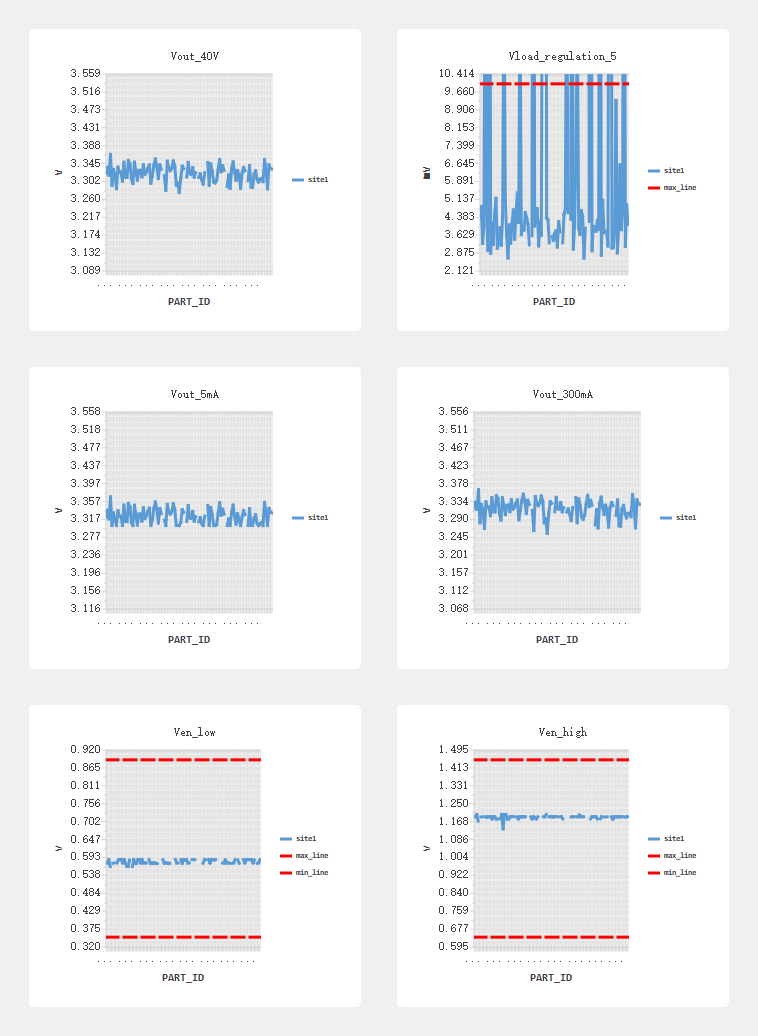 Vout_40V
3.559
3.516
3.473
3.431
3.388
3.345
3.302
3.260
3.217
3.174
3.132
3.089
V
site1
PART_ID
Vload_regulation_5
10.414
9.660
8.906
8.153
7.399
6.645
5.891
5.137
4.383
3.629
2.875
2.121
mV
site1
max_line
PART_ID
Vout_5mA
3.558
3.518
3.477
3.437
3.397
3.357
3.317
3.277
3.236
3.196
3.156
3.116
V
site1
PART_ID
Vout_300mA
3.556
3.511
3.467
3.423
3.378
3.334
3.290
3.245
3.201
3.157
3.112
3.068
V
site1
PART_ID
Ven_low
0.920
0.865
0.811
0.756
0.702
0.647
0.593
0.538
0.484
0.429
0.375
0.320
V
site1
max_line
min_line
PART_ID
Ven_high
1.495
1.413
1.331
1.250
1.168
1.086
1.004
0.922
0.840
0.759
0.677
0.595
V
site1
max_line
min_line
PART_ID